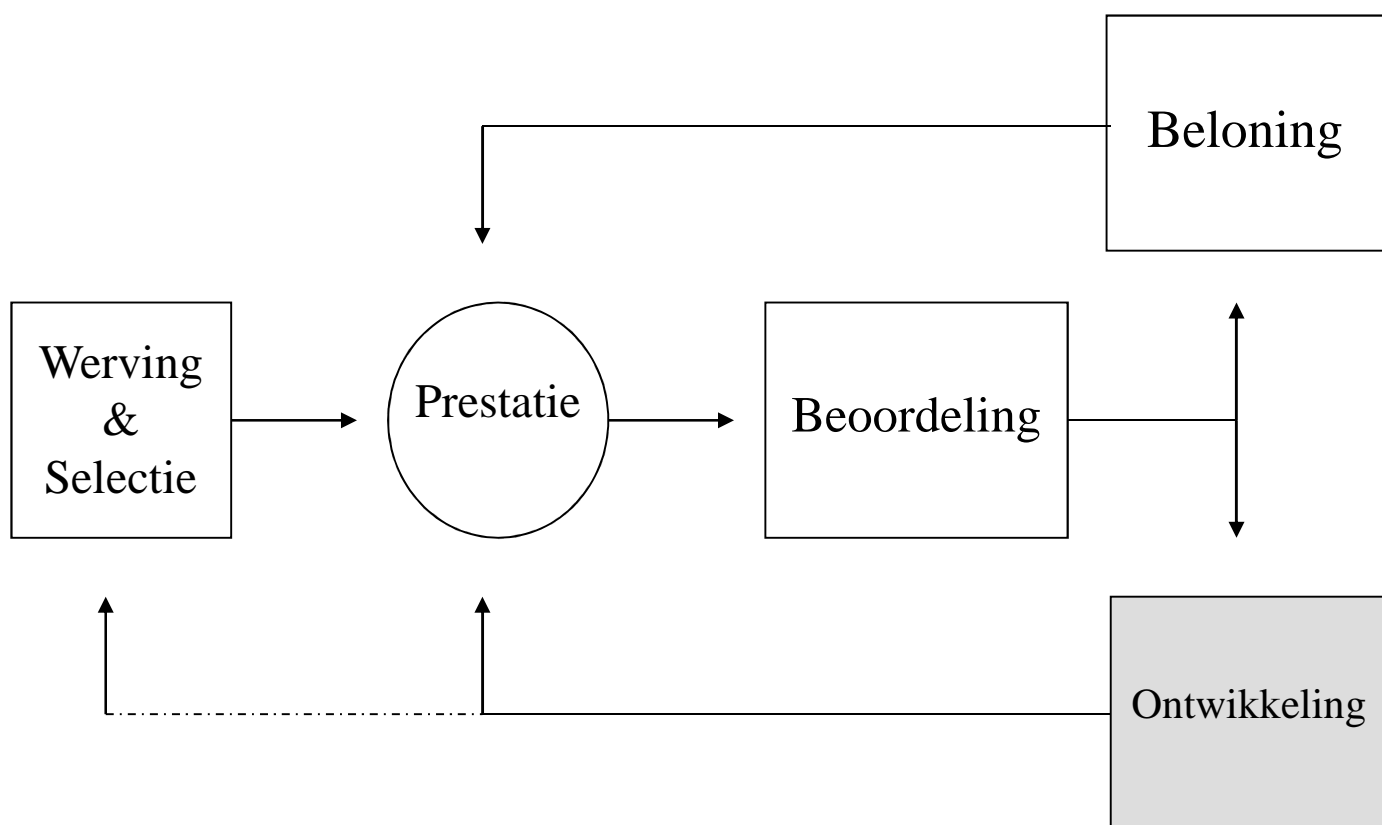 Beloning
Werving
&
Selectie
Prestatie
Beoordeling
Ontwikkeling